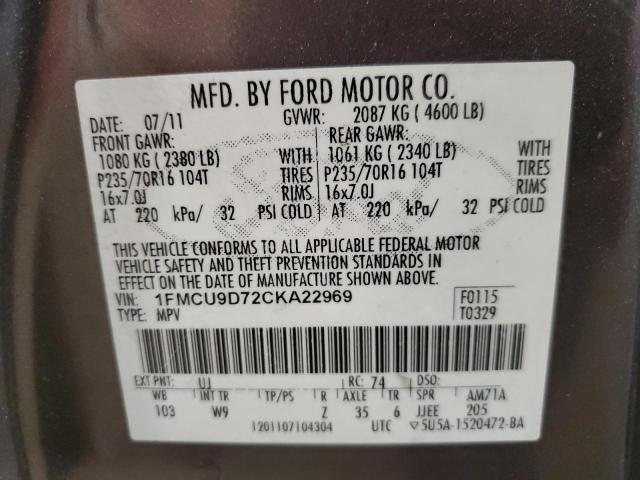 MFD. BY FORD MOTOR CO.
DATE: 07/11 GVWR: 2087 KG ( 4600 LB)
FRONT GAWR: REAR GAWR:
1080 KG ( 2380 LB) WITH 1061 KG ( 2340 LB) WITH
P235/70R16 104T TIRES P235/70R16 104T TIRES
16x7.0J RIMS 16x7.0J RIMS
AT 220 kPa/ 32 PSI COLD AT 220 kPa/ 32 PSI COLD
THIS VEHICLE CONFORMS TO ALL APPLICABLE FEDERAL MOTOR
VEHICLE SAFETY AND THEFT PREVENTION STANDARDS IN
EFFECT ON THE DATE OF MANUFACTURE SHOWN ABOVE.
VIN: 1FMCU9D72CKA22969 F0115
TYPE: MPV T0329
EXT PNT: UJ RC: 74 DSO:
WB INT TR TP/PS R AXLE TR SPR AM71A
103 W9 Z 35 6 JJEE 205
1201107104304 UTC 5U5A-1520472-BA